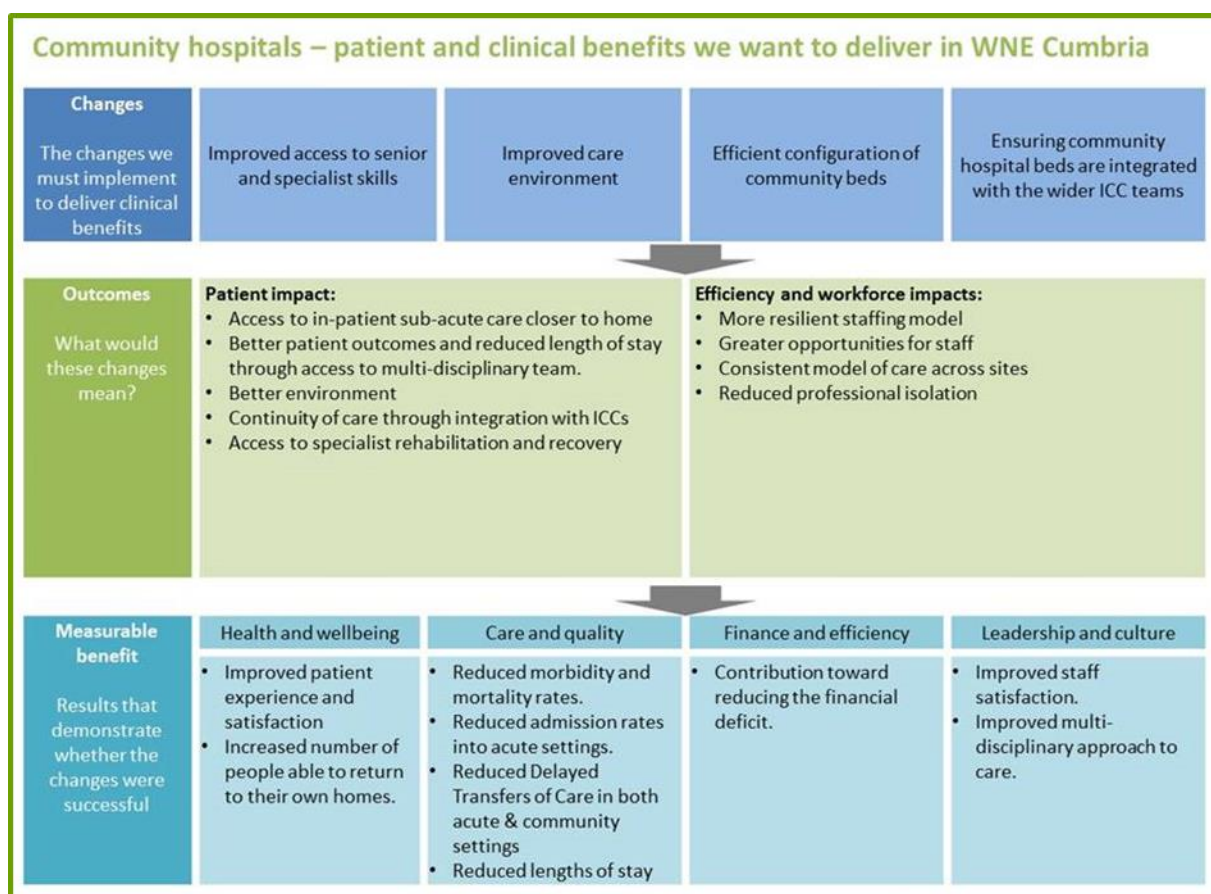 Community hospitals – patient and clinical benefits we want to deliver in WNE Cumbria
Changes
The changes we
must implement
to deliver clinical
benefits
Improved access to senior
and specialist skills
Improved care
environment
Efficient configuration of
community beds
Ensuring community
hospital beds are integrated
with the wider ICC teams
Outcomes
What would
these changes
mean?
Patient impact:
• Access to in-patient sub-acute care closer to home
• Better patient outcomes and reduced length of stay
through access to multi-disciplinary team.
• Better environment
• Continuity of care through integration with ICCs
• Access to specialist rehabilitation and recovery
Efficiency and workforce impacts:
• More resilient staffing model
• Greater opportunities for staff
• Consistent model of care across sites
• Reduced professional isolation
Measurable
benefit
Results that
demonstrate
whether the
changes were
successful
Health and wellbeing
• Improved patient
experience and
satisfaction
• Increased number of
people able to return
to their own homes.
Care and quality
• Reduced morbidity and
mortality rates.
• Reduced admission rates
into acute settings.
• Reduced Delayed
Transfers of Care in both
acute & community
settings
• Reduced lengths of stay
Finance and efficiency
• Contribution toward
reducing the financial
deficit.
Leadership and culture
• Improved staff
satisfaction.
• Improved multi-
disciplinary approach to
care.